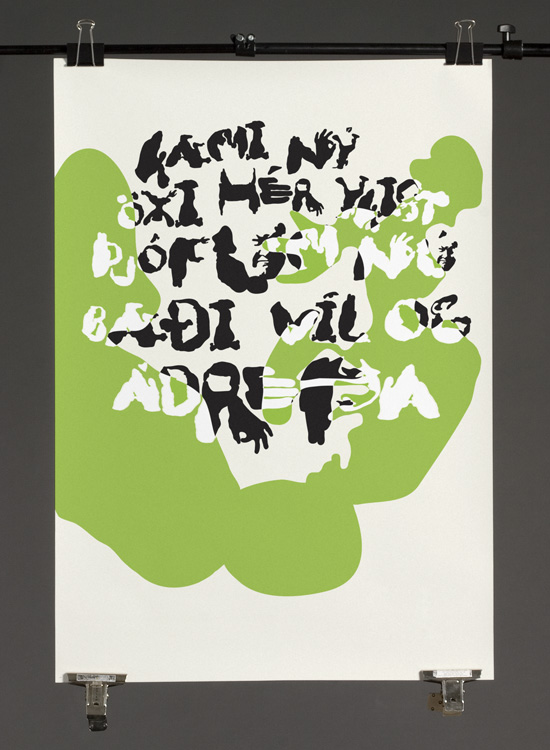 KÆMI NÝ
ÖXI HÉR YKIST
ÞJÓFUM NÚ
BÆÐI VÍL OG
ÁDREPA